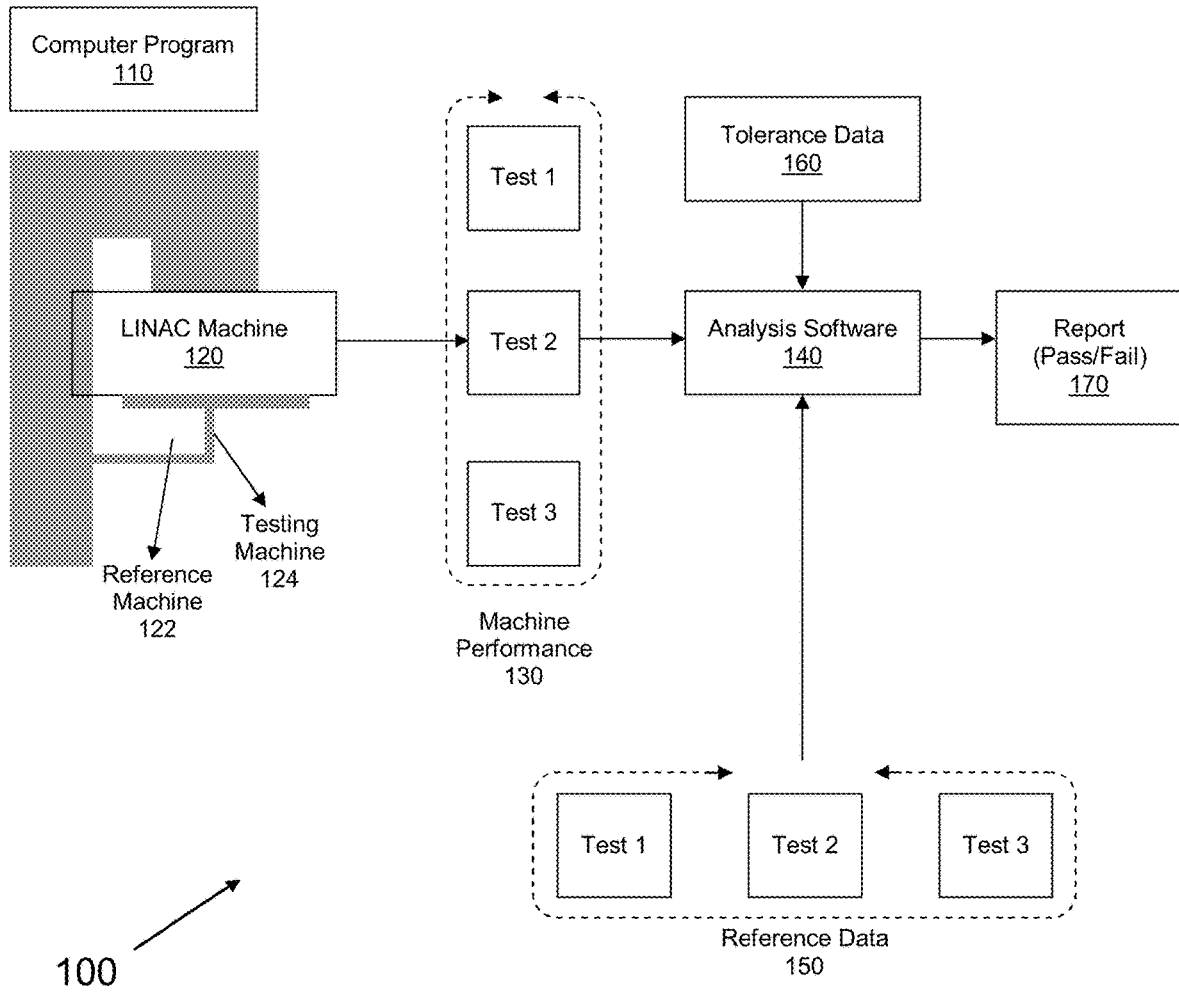 Computer Program
110
LINAC Machine
120
Testing
Machine
124
Reference
Machine
122
Test 1
Test 2
Test 3
Machine
Performance
130
Tolerance Data
160
Analysis Software
140
Report
(Pass/Fail)
170
Test 1
Test 2
Test 3
Reference Data
150
100